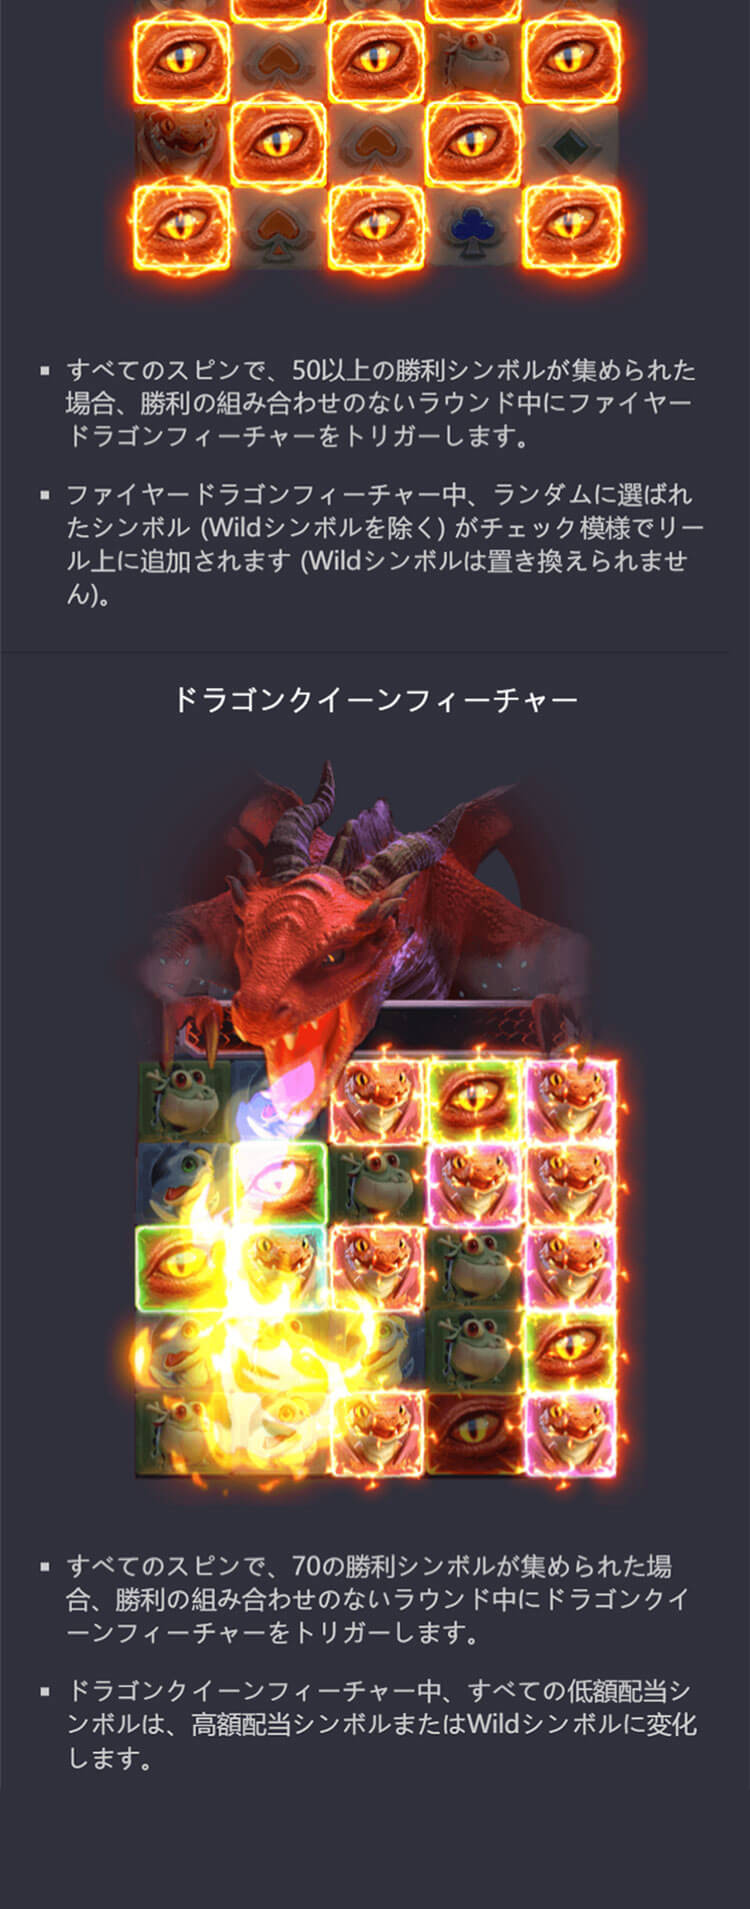 すべてのスピンで、50以上の勝利シンボルが集められた
場合、勝利の組み合わせのないラウンド中にファイヤー
ドラゴンフィーチャーをトリガーします。
ファイヤードラゴンフィーチャー中、ランダムに選ばれ
たシンボル (Wildシンボルを除く) がチェック模様でリー
ル上に追加されます (Wildシンボルは置き換えられませ
ん)。
ドラゴンクイーンフィーチャー
すべてのスピンで、70の勝利シンボルが集められた場
合、勝利の組み合わせのないラウンド中にドラゴンクイ
ーンフィーチャーをトリガーします。
ドラゴンクイーンフィーチャー中、すべての低額配当シ
ンボルは、高額配当シンボルまたはWildシンボルに変化
します。